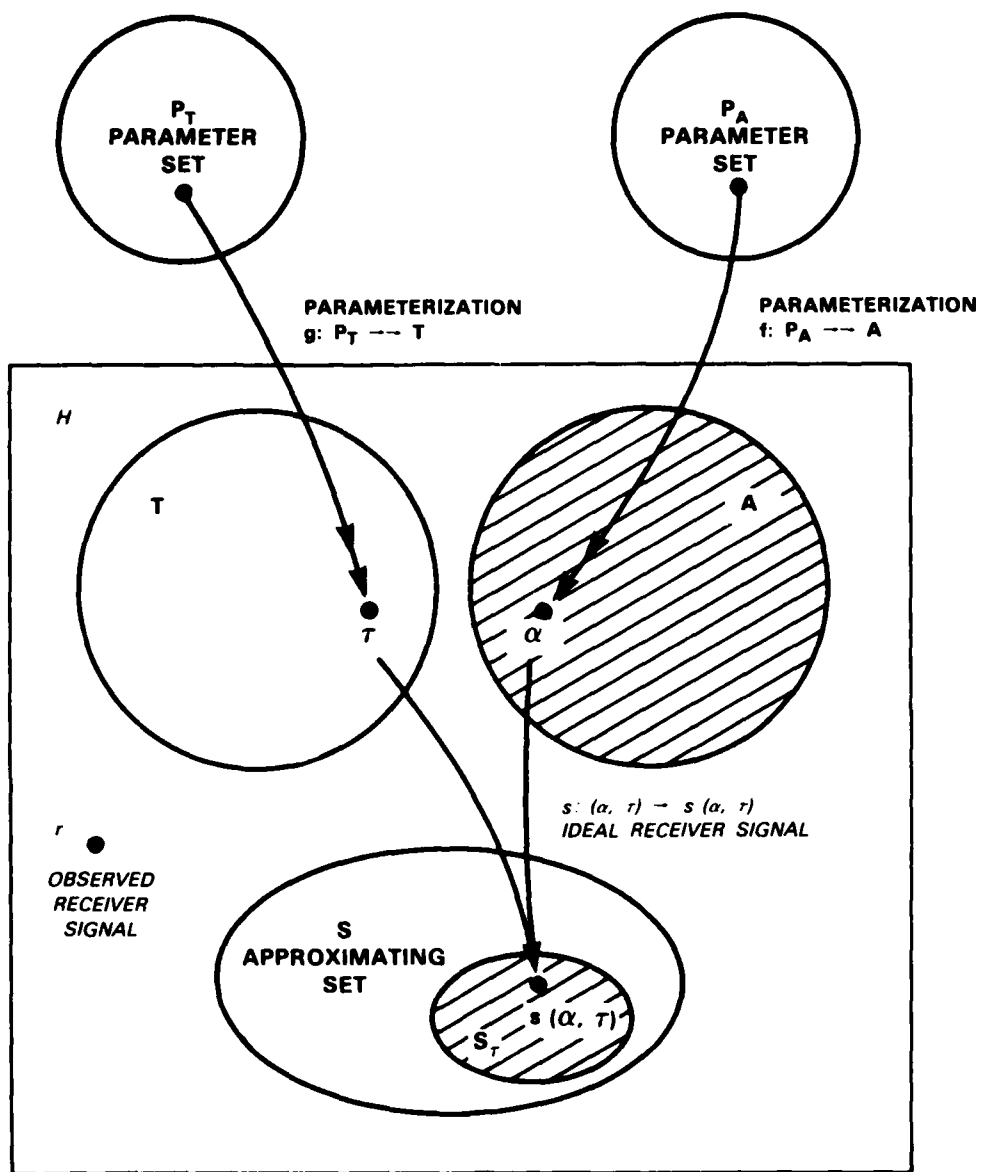 P_T
PARAMETER
SET
P_A
PARAMETER
SET
PARAMETERIZATION
g: P_T →→ T
PARAMETERIZATION
f: P_A →→ A
H
T
A
τ
α
s: (α, τ) → s (α, τ)
IDEAL RECEIVER SIGNAL
r
OBSERVED
RECEIVER
SIGNAL
S
APPROXIMATING
SET
s (α, τ)
S_τ